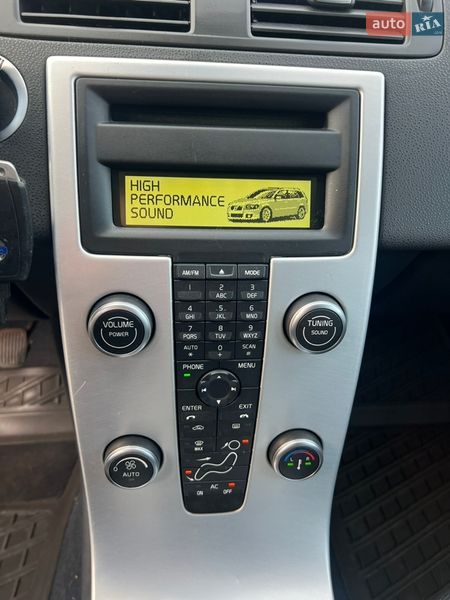 auto RIA
HIGH
PERFORMANCE
SOUND
AM/FM MODE
1 2 3
ABC DEF
4 5 6
GHI JKL MNO
7 8 9
PQRS TUV WXYZ
AUTO 0 SCAN
* #
VOLUME
POWER
TUNING
SOUND
PHONE MENU
ENTER EXIT
MAX
AUTO
L R
AC
ON OFF